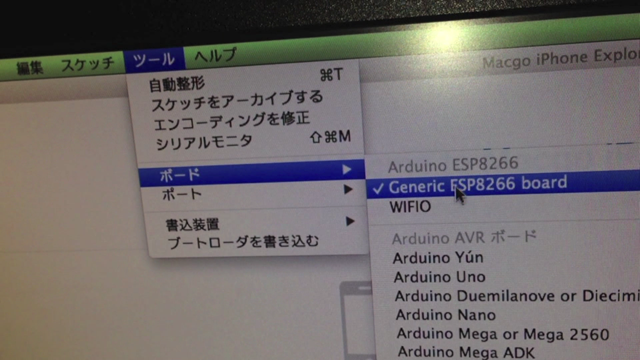 編集 スケッチ ツール ヘルプ
Macgo iPhone Explo
自動整形 ⌘T
スケッチをアーカイブする
エンコーディングを修正
シリアルモニタ ⇧⌘M
ボード ▶
ポート ▶
書込装置 ▶
ブートローダを書き込む
Arduino ESP8266
✓ Generic ESP8266 board
WIFIO
Arduino AVR ボード
Arduino Yún
Arduino Uno
Arduino Duemilanove or Diecimi
Arduino Nano
Arduino Mega or Mega 2560
Arduino Mega ADK